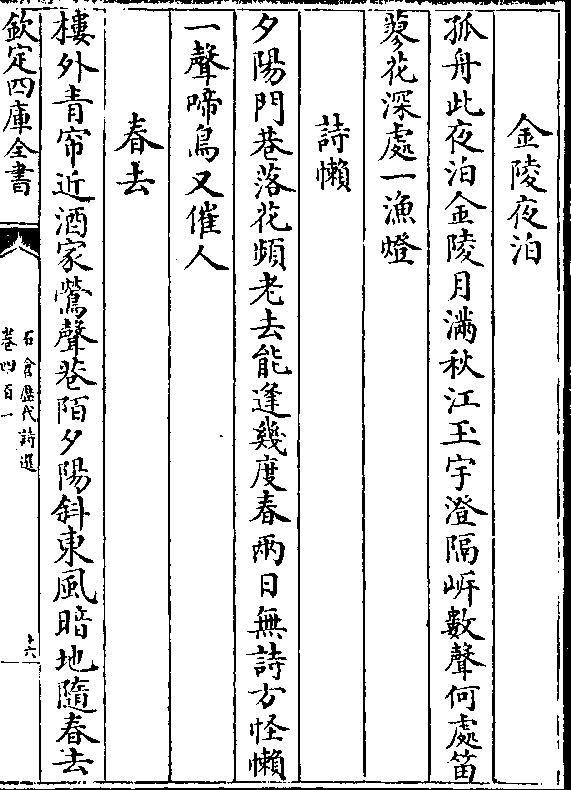 金陵夜泊
孤舟此夜泊金陵月滿秋江玉宇澄隔㟁數聲何處笛
蓼花深處一漁燈
詩懶
夕陽門巷落花頻老去能逢幾度春兩日無詩方怪懶
一聲啼鳥又催人
春去
樓外青帘近酒家鶯聲巷陌夕陽斜東風暗地隨春去
欽定四庫全書
石倉歷代詩選
卷四百一
十六